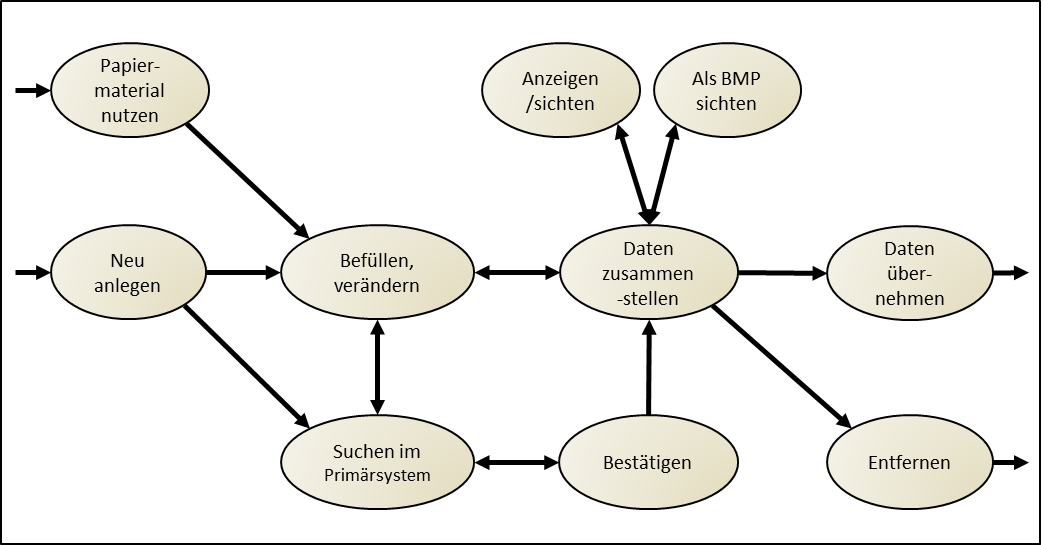 Papier-
material
nutzen
Anzeigen
/sichten
Als BMP
sichten
Neu
anlegen
Befüllen,
verändern
Daten
zusammen
-stellen
Daten
über-
nehmen
Suchen im
Primärsystem
Bestätigen
Entfernen